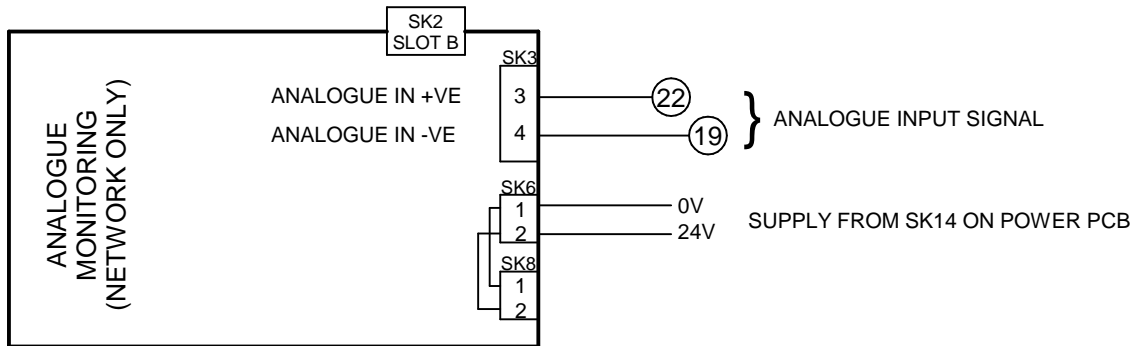 SK2
SLOT B
SK3
ANALOGUE IN +VE 3 22
ANALOGUE IN -VE 4 19
} ANALOGUE INPUT SIGNAL
ANALOGUE
MONITORING
(NETWORK ONLY)
SK6
1 0V
2 24V
SUPPLY FROM SK14 ON POWER PCB
SK8
1
2